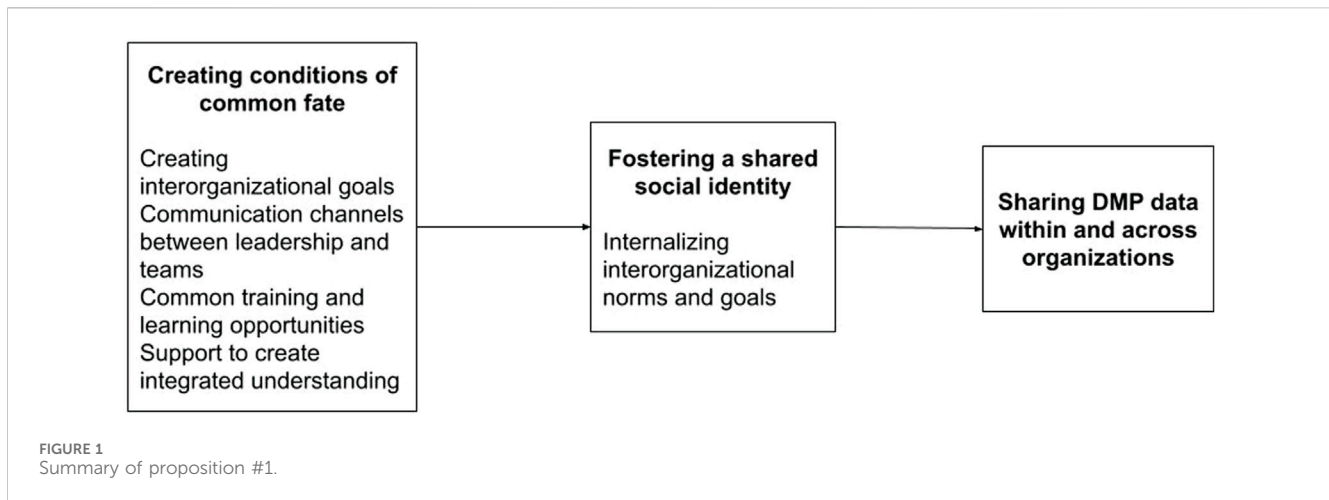 Creating conditions of
common fate
Creating
interorganizational goals
Communication channels
between leadership and
teams
Common training and
learning opportunities
Support to create
integrated understanding
Fostering a shared
social identity
Internalizing
interorganizational
norms and goals
Sharing DMP data
within and across
organizations
FIGURE 1
Summary of proposition #1.